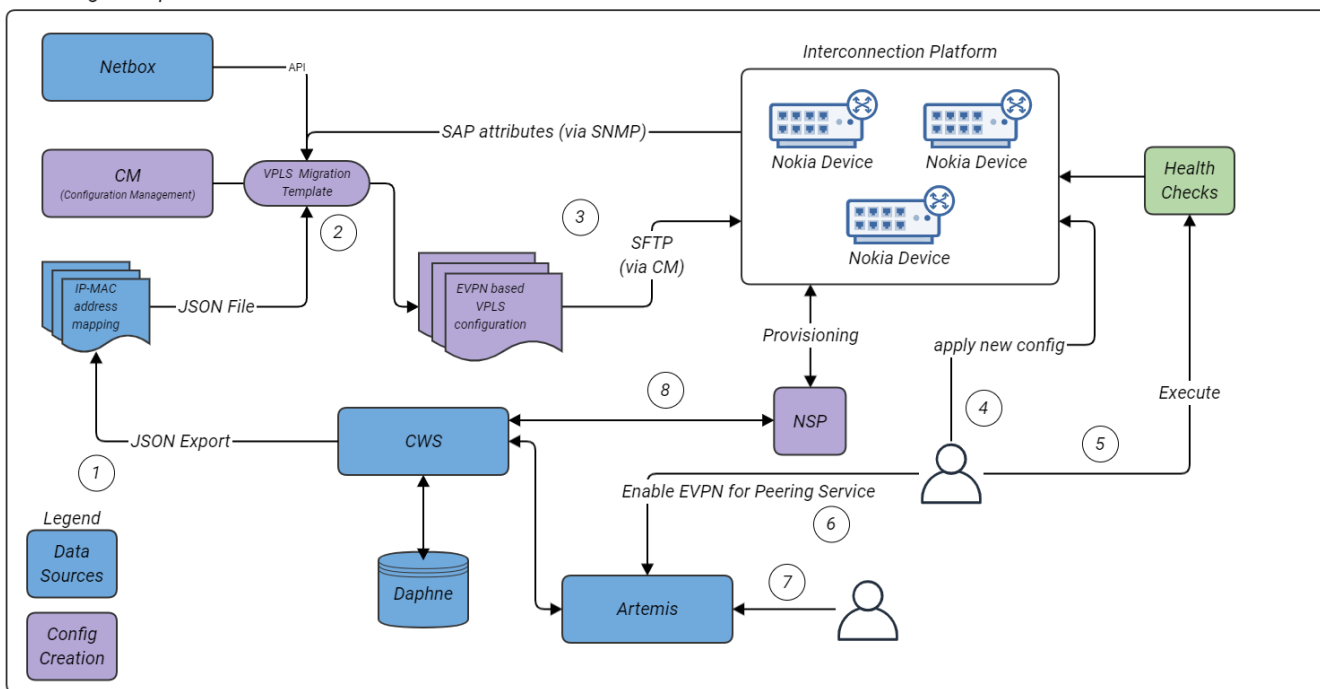 Netbox
API
Interconnection Platform
SAP attributes (via SNMP)
Nokia Device
Nokia Device
Nokia Device
CM
(Configuration Management)
VPLS Migration
Template
Health
Checks
2
3
SFTP
(via CM)
IP-MAC
address
mapping
JSON File
EVPN based
VPLS
configuration
Provisioning
apply new config
Execute
8
4
NSP
CWS
JSON Export
1
5
Enable EVPN for Peering Service
6
Legend
Data
Sources
Daphne
7
Artemis
Config
Creation